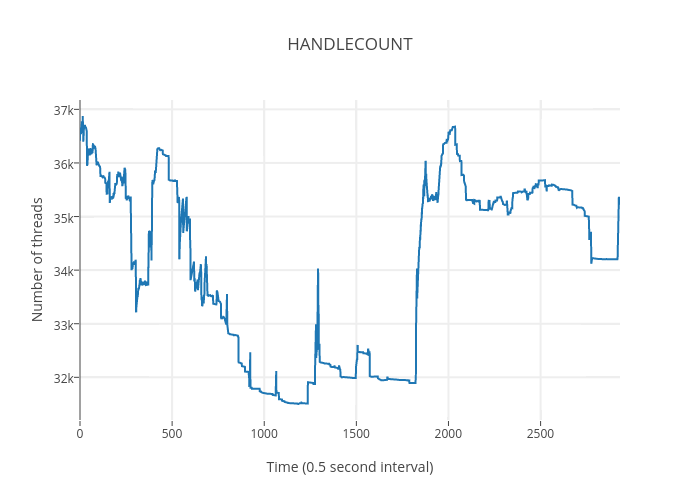 HANDLECOUNT
37k
36k
35k
34k
33k
32k
Number of threads
0
500
1000
1500
2000
2500
Time (0.5 second interval)